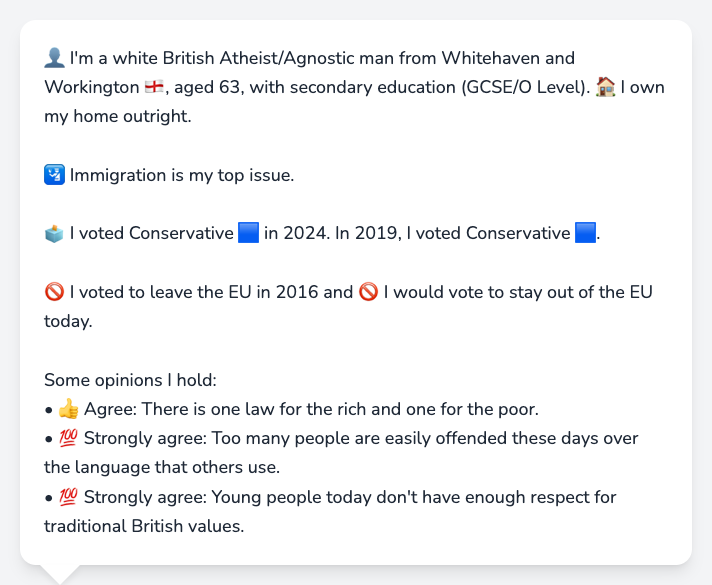 👤 I'm a white British Atheist/Agnostic man from Whitehaven and
Workington 🏴󠁧󠁢󠁥󠁮󠁧󠁿, aged 63, with secondary education (GCSE/O Level). 🏠 I own
my home outright.
🛂 Immigration is my top issue.
🗳️ I voted Conservative 🟦 in 2024. In 2019, I voted Conservative 🟦.
🚫 I voted to leave the EU in 2016 and 🚫 I would vote to stay out of the EU
today.
Some opinions I hold:
• 👍 Agree: There is one law for the rich and one for the poor.
• 💯 Strongly agree: Too many people are easily offended these days over
the language that others use.
• 💯 Strongly agree: Young people today don't have enough respect for
traditional British values.